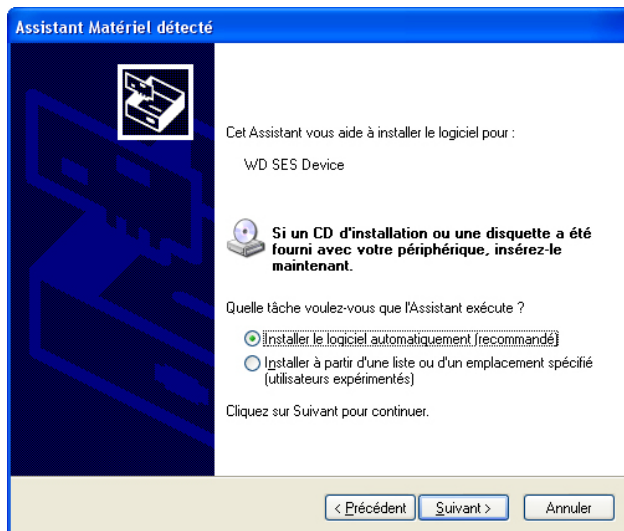 Assistant Matériel détecté
Cet Assistant vous aide à installer le logiciel pour :
WD SES Device
Si un CD d'installation ou une disquette a été
fourni avec votre périphérique, insérez-le
maintenant.
Quelle tâche voulez-vous que l'Assistant exécute ?
Installer le logiciel automatiquement (recommandé)
Installer à partir d'une liste ou d'un emplacement spécifié
(utilisateurs expérimentés)
Cliquez sur Suivant pour continuer.
< Précédent Suivant > Annuler